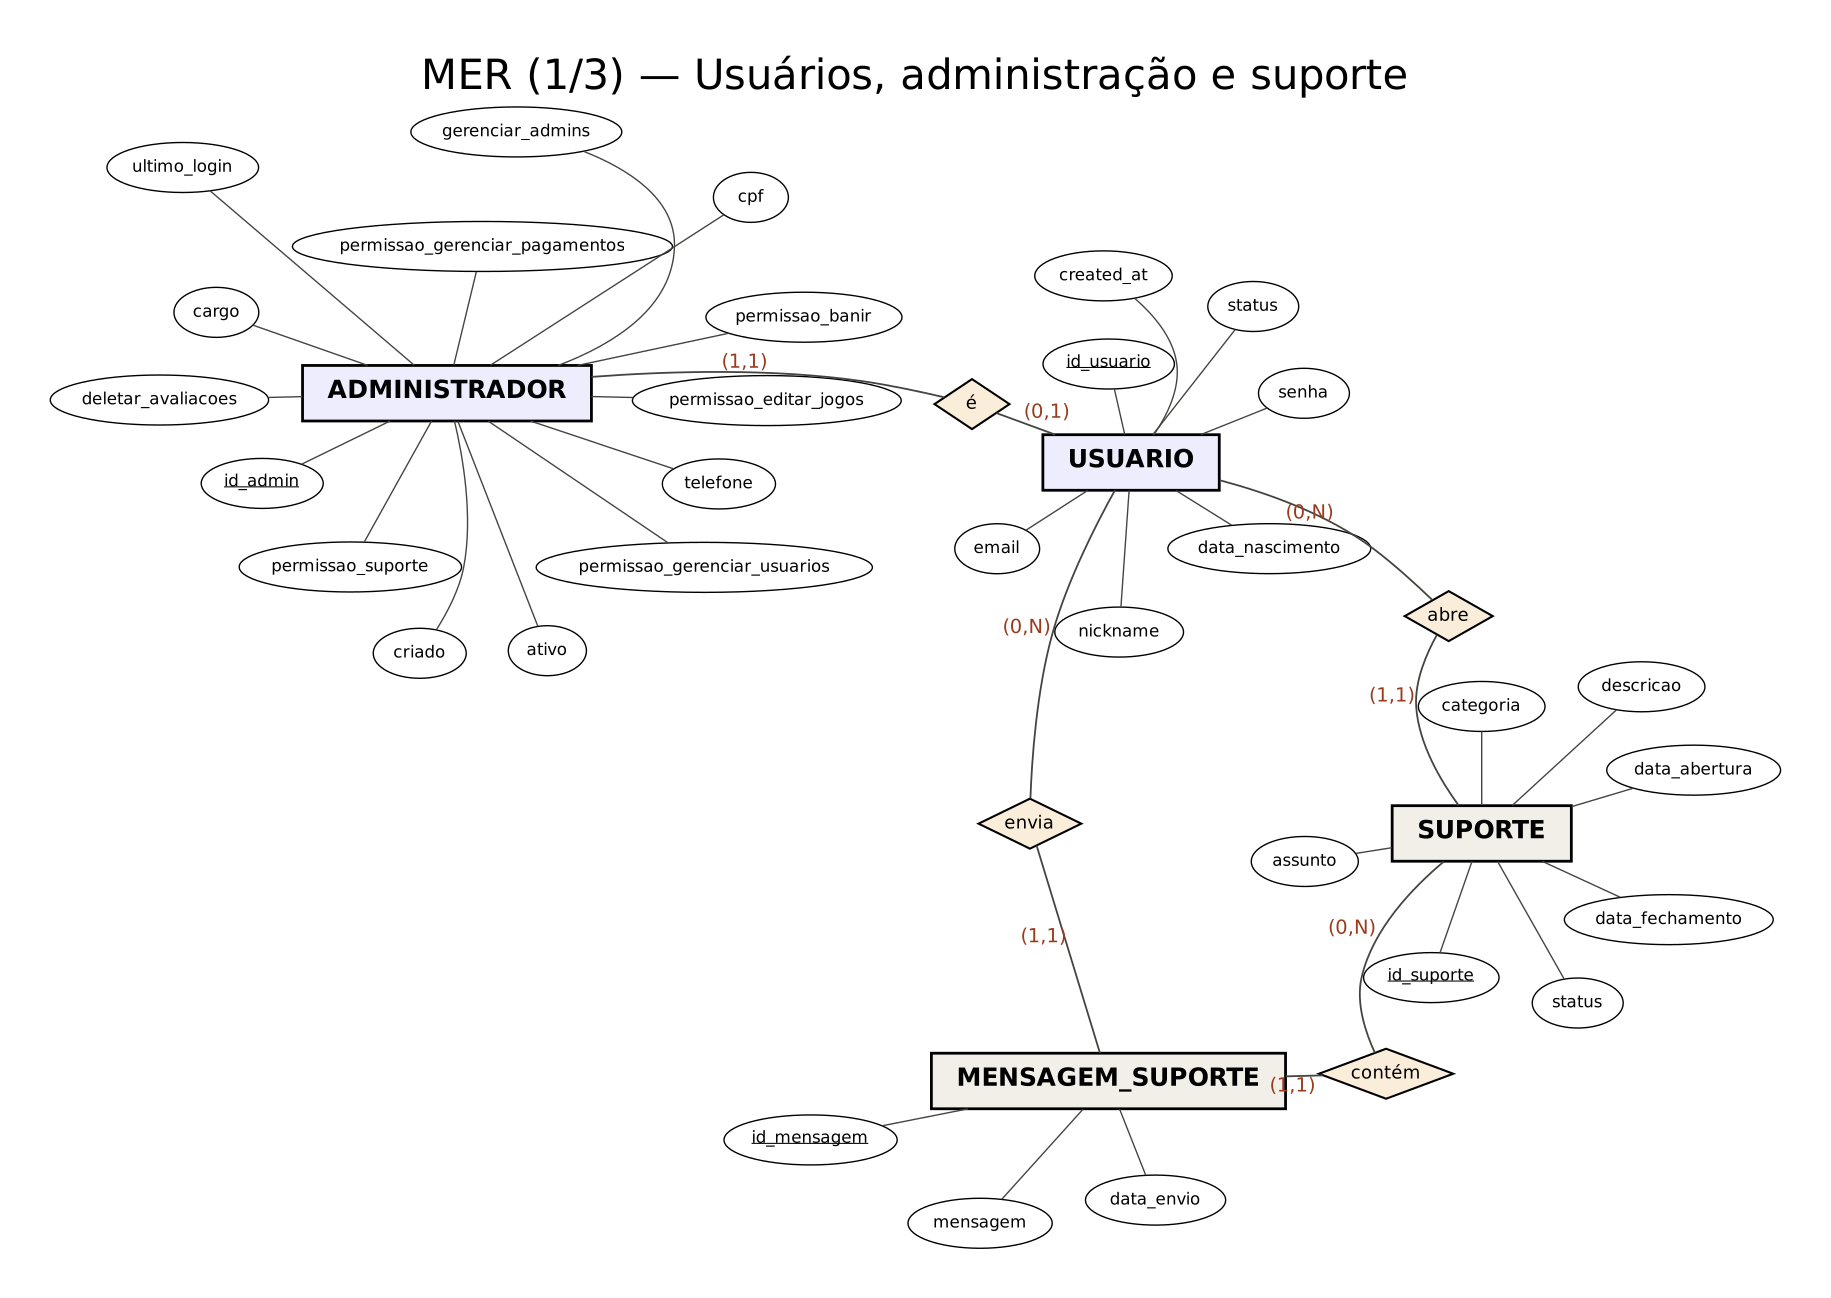 MER (1/3) — Usuários, administração e suporte
gerenciar_admins
ultimo_login
cpf
permissao_gerenciar_pagamentos
created_at
status
cargo
permissao_banir
(1,1)
id_usuario
ADMINISTRADOR
senha
deletar_avaliacoes
permissao_editar_jogos
é
(0,1)
USUARIO
id_admin
telefone
(0,N)
email
data_nascimento
permissao_suporte
permissao_gerenciar_usuarios
abre
(0,N)
nickname
criado
ativo
descricao
(1,1)
categoria
data_abertura
envia
SUPORTE
assunto
data_fechamento
(0,N)
(1,1)
id_suporte
status
contém
MENSAGEM_SUPORTE
(1,1)
id_mensagem
data_envio
mensagem